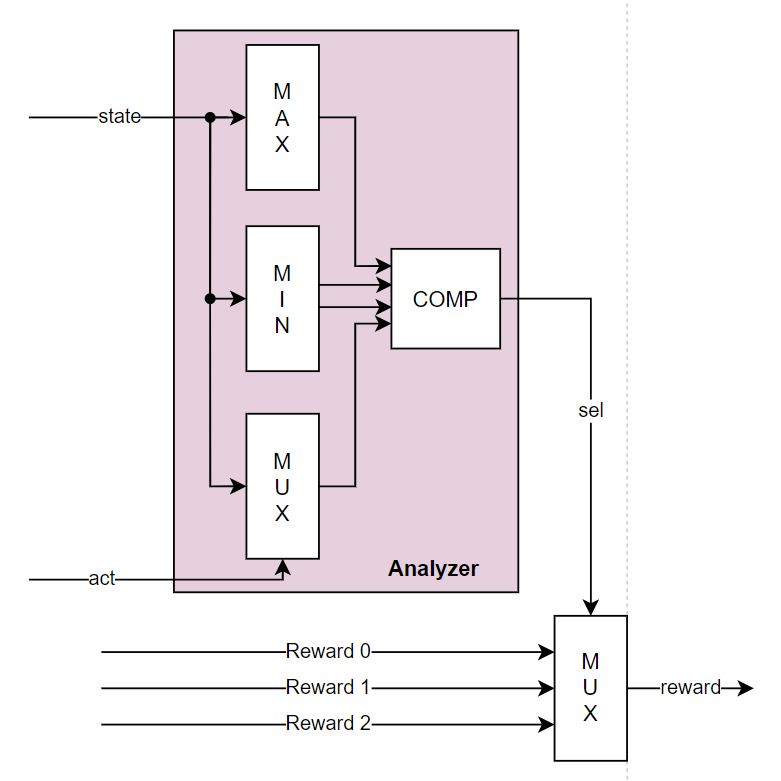 M
A
X
state
M
I
N
COMP
sel
M
U
X
Analyzer
act
Reward 0
Reward 1
Reward 2
M
U
X
reward